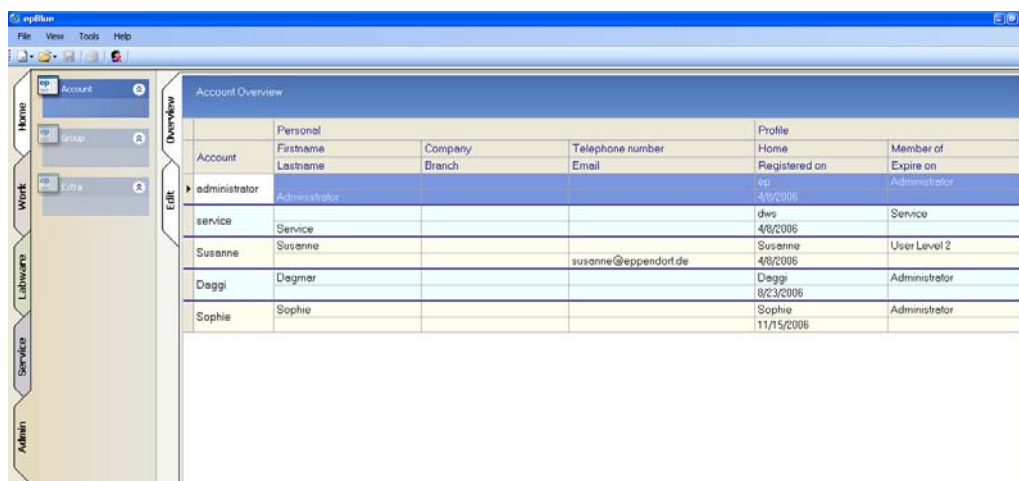 epBlue
File View Tools Help
Home
Work
Labware
Service
Admin
ep
Account
ep
Group
ep
Extra
Overview
Edit
Account Overview
Personal Profile
Account Firstname Company Telephone number Home Member of
Lastname Branch Email Registered on Expire on
administrator ep Administrator
Administrator 4/8/2006
service dws Service
Service 4/8/2006
Susanne Susanne Susanne User Level 2
susanne@eppendorf.de 4/8/2006
Daggi Dagmar Daggi Administrator
8/23/2006
Sophie Sophie Sophie Administrator
11/15/2006